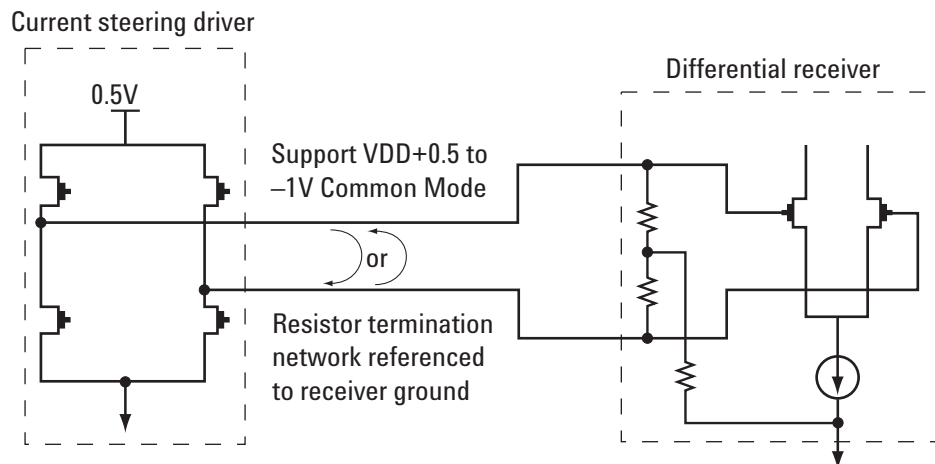 Current steering driver
0.5V
Support VDD+0.5 to
–1V Common Mode
or
Resistor termination
network referenced
to receiver ground
Differential receiver